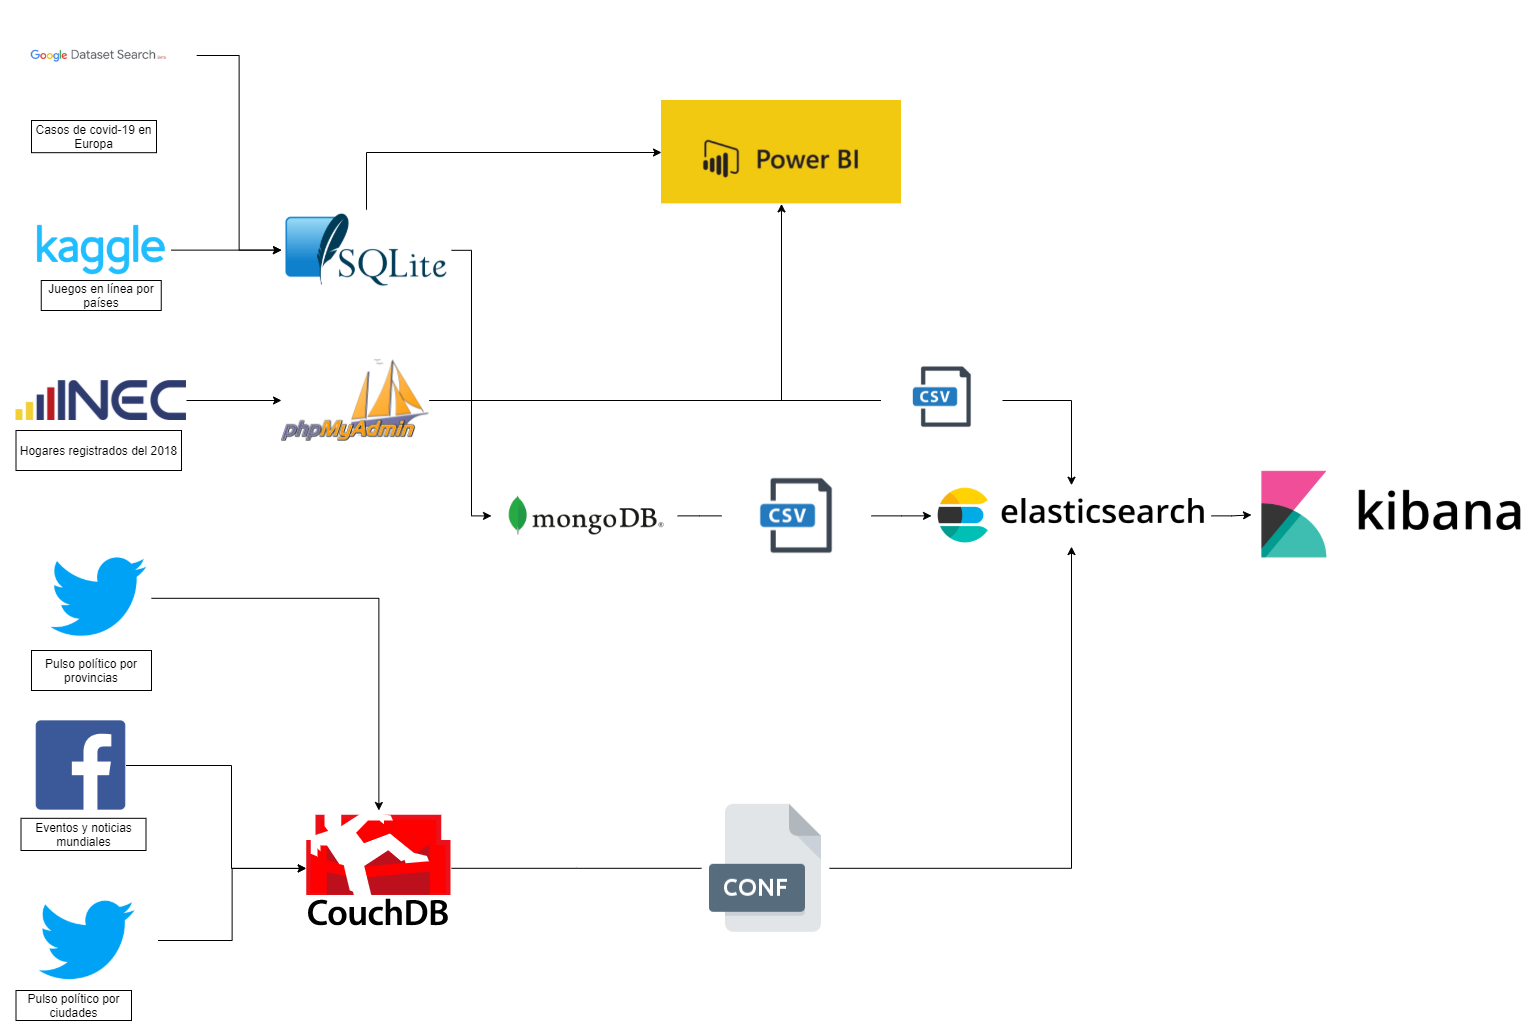 Google Dataset Search Beta
Casos de covid-19 en
Europa
Power BI
kaggle
SQLite
Juegos en línea por
países
INEC
phpMyAdmin
CSV
Hogares registrados del 2018
mongoDB®
CSV
elasticsearch
kibana
Pulso político por
provincias
Eventos y noticias
mundiales
CONF
CouchDB
Pulso político por
ciudades